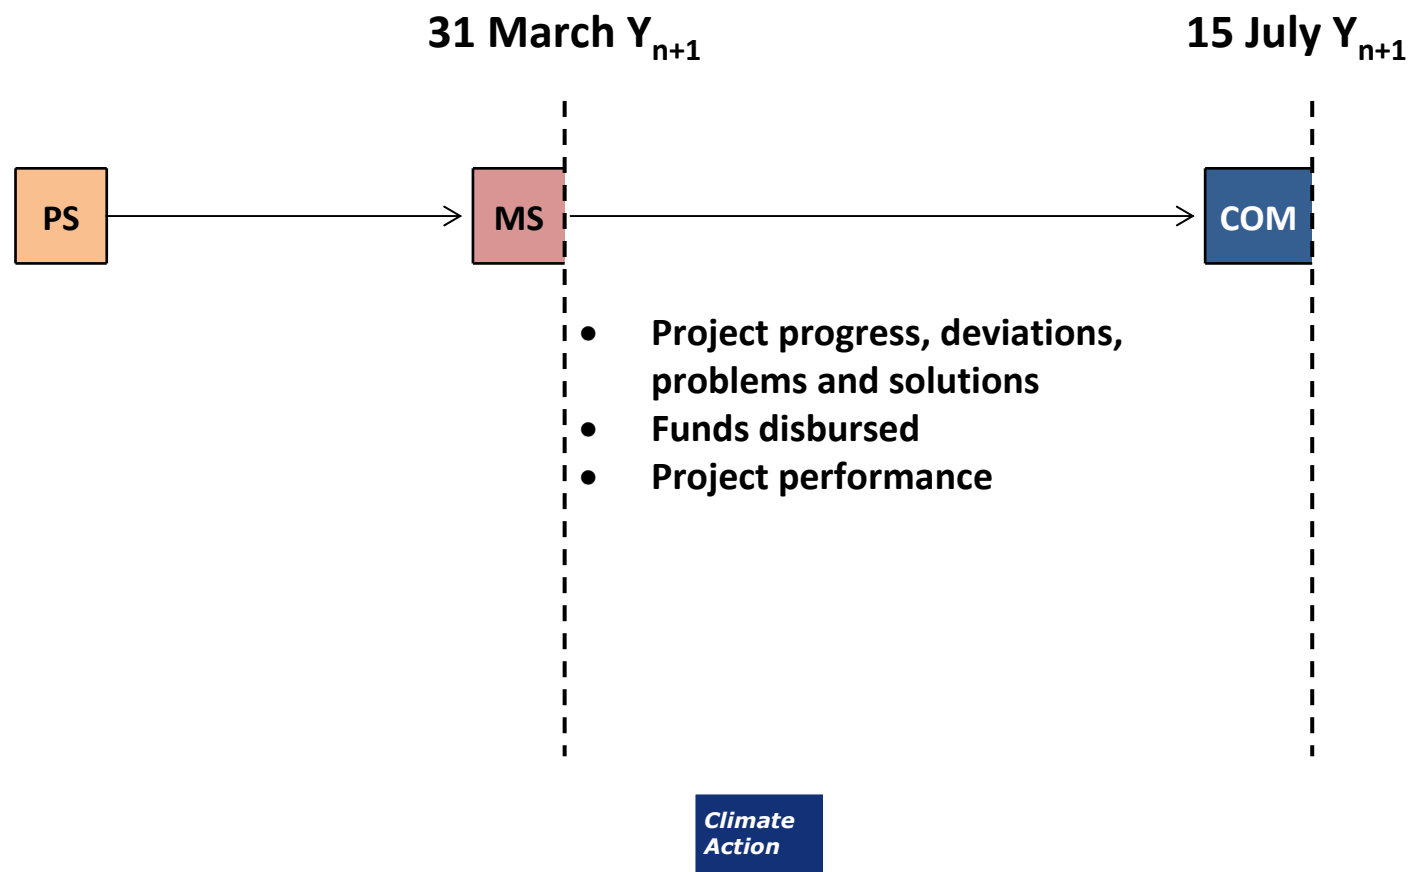 31 March Yn+1
15 July Yn+1
PS
MS
COM
• Project progress, deviations,
problems and solutions
• Funds disbursed
• Project performance
Climate
Action